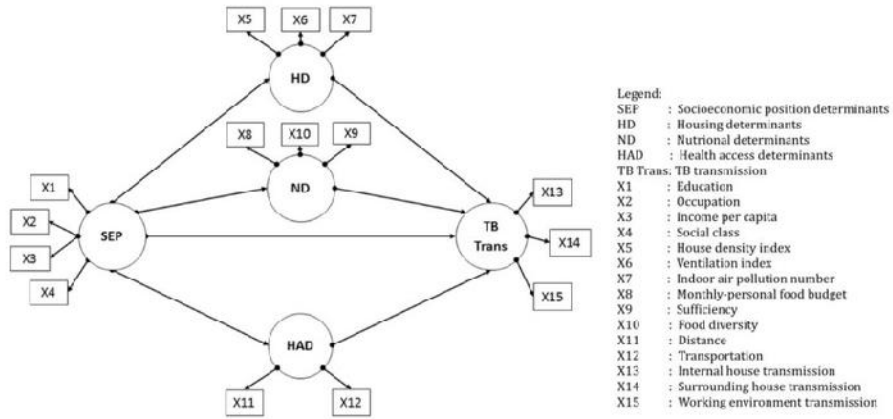 X5 X6 X7
HD
X8 X10 X9
ND
X1
X2
X3
X4
SEP
TB
Trans
X13
X14
X15
HAD
X11 X12
Legend:
SEP : Socioeconomic position determinants
HD : Housing determinants
ND : Nutrional determinants
HAD : Health access determinants
TB Trans: TB transmission
X1 : Education
X2 : Occupation
X3 : Income per capita
X4 : Social class
X5 : House density index
X6 : Ventilation index
X7 : Indoor air pollution number
X8 : Monthly-personal food budget
X9 : Sufficiency
X10 : Food diversity
X11 : Distance
X12 : Transportation
X13 : Internal house transmission
X14 : Surrounding house transmission
X15 : Working environment transmission